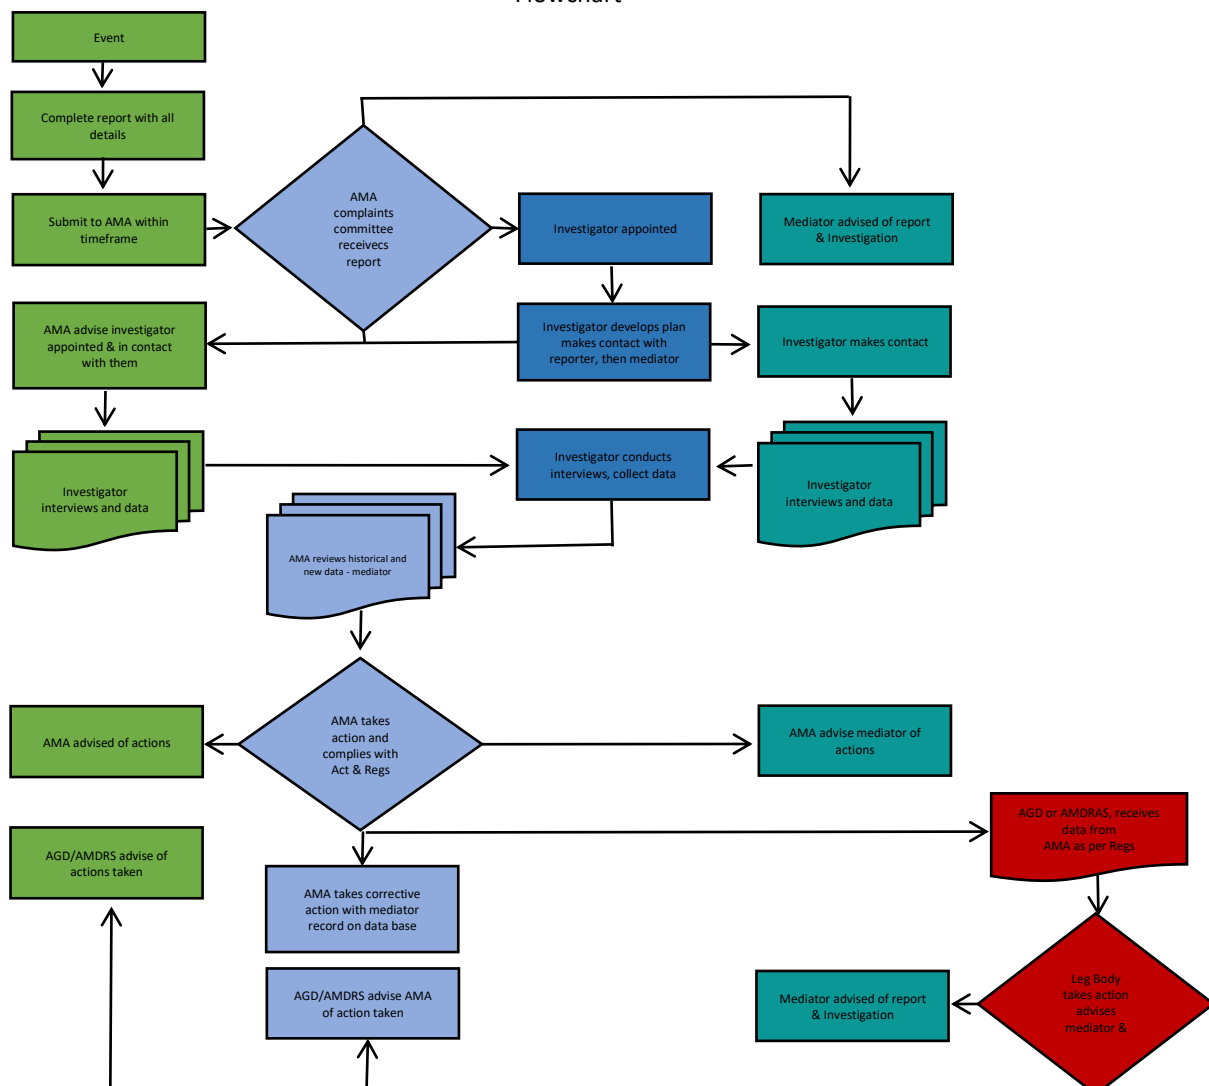 Flowchart
Event
Complete report with all
details
Submit to AMA within
timeframe
AMA
complaints
committee
receivecs
report
Investigator appointed
Mediator advised of report
& Investigation
AMA advise investigator
appointed & in contact
with them
Investigator develops plan
makes contact with
reporter, then mediator
Investigator makes contact
Investigator
interviews and data
Investigator conducts
interviews, collect data
Investigator
interviews and data
AMA reviews historical and
new data - mediator
AMA takes
action and
complies with
Act & Regs
AMA advised of actions
AMA advise mediator of
actions
AGD or AMDRAS, receives
data from
AMA as per Regs
AGD/AMDRS advise of
actions taken
AMA takes corrective
action with mediator
record on data base
AGD/AMDRS advise AMA
of action taken
Mediator advised of report
& Investigation
Leg Body
takes action
advises
mediator &